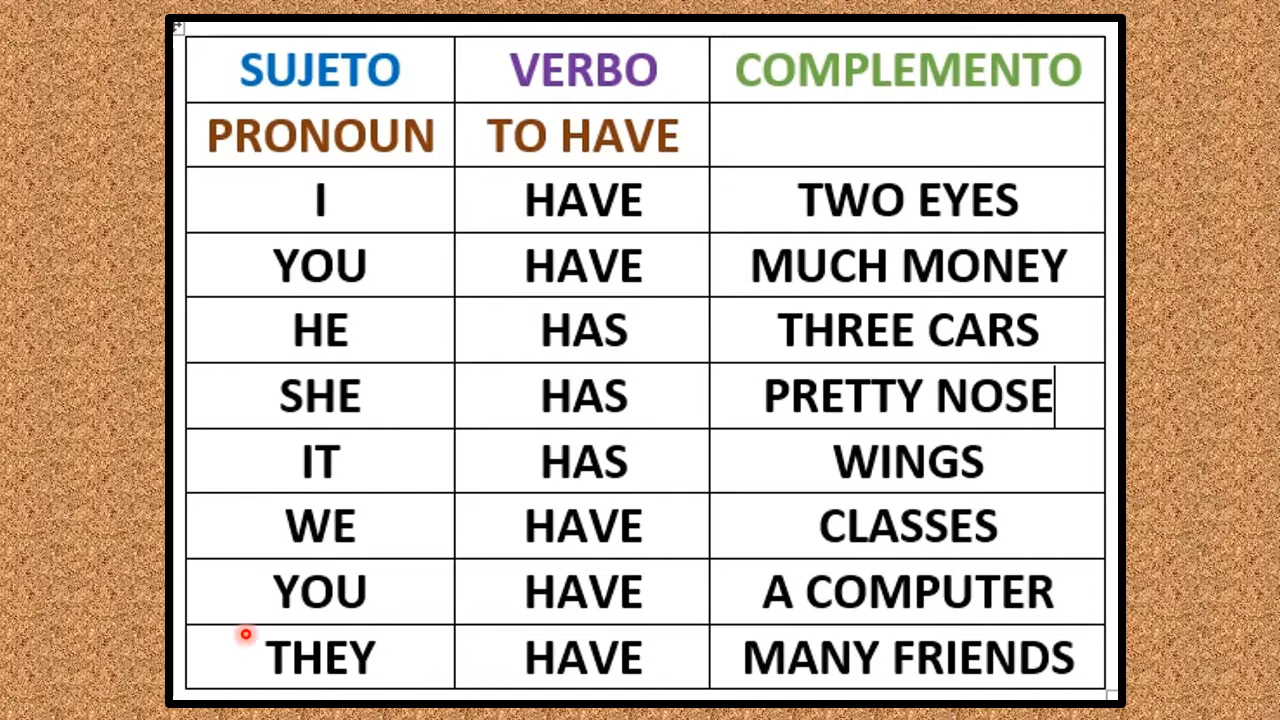 SUJETO VERBO COMPLEMENTO
PRONOUN TO HAVE
I HAVE TWO EYES
YOU HAVE MUCH MONEY
HE HAS THREE CARS
SHE HAS PRETTY NOSE
IT HAS WINGS
WE HAVE CLASSES
YOU HAVE A COMPUTER
THEY HAVE MANY FRIENDS